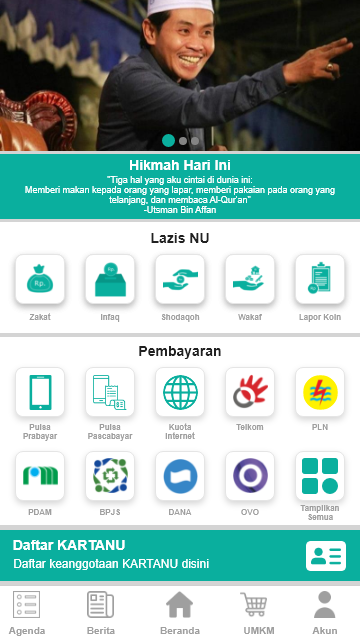 Hikmah Hari Ini
"Tiga hal yang aku cintai di dunia ini:
Memberi makan kepada orang yang lapar, memberi pakaian pada orang yang
telanjang, dan membaca Al-Qur'an"
-Utsman Bin Affan
Lazis NU
Rp.
Rp
Zakat Infaq Shodaqoh Wakaf Lapor Koin
Pembayaran
Pulsa Prabayar
Pulsa Pascabayar
Kuota Internet
Telkom
PLN
PDAM BPJS DANA OVO
Tampilkan Semua
Daftar KARTANU
Daftar keanggotaan KARTANU disini
Agenda Berita Beranda UMKM Akun